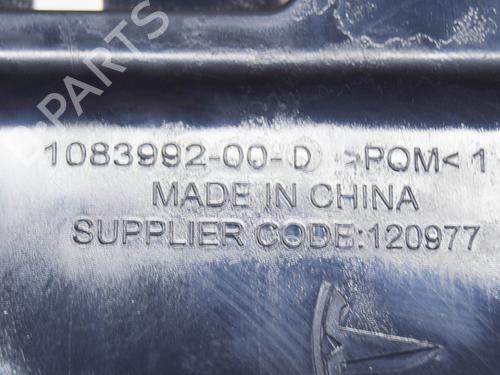 B-PARTS
1083992-00-D >POM< 1
MADE IN CHINA
SUPPLIER CODE:120977